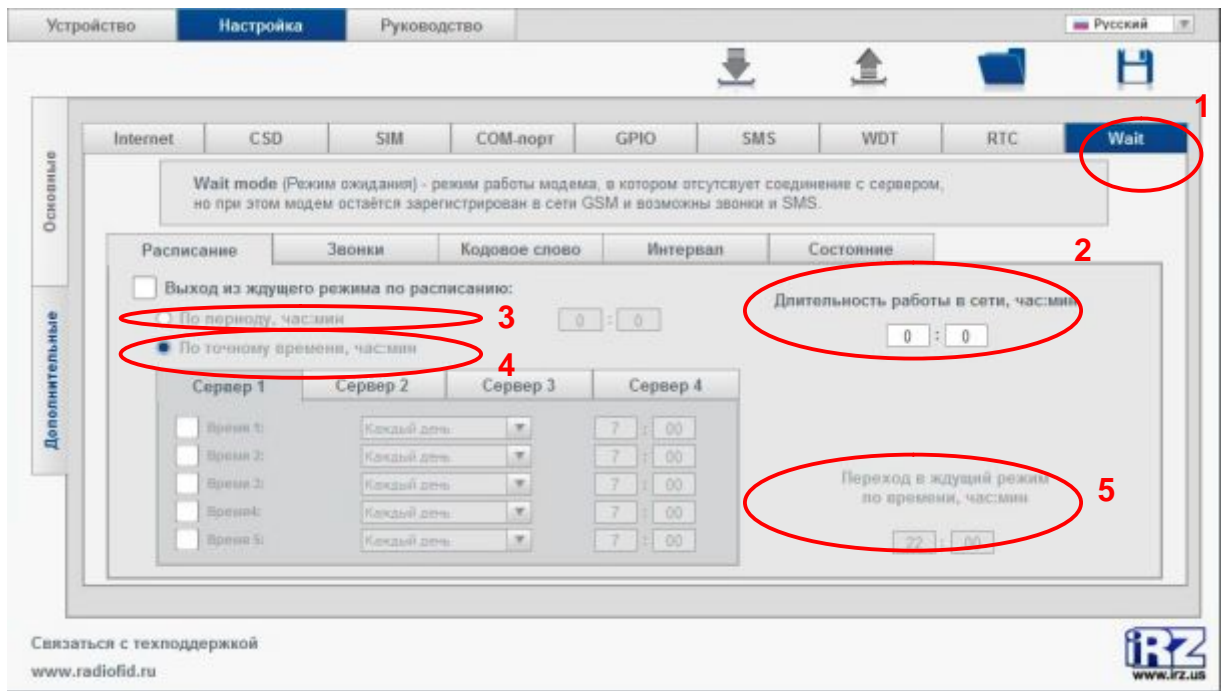 Устройство Настройка Руководство Русский
1
Internet CSD SIM COM-порт GPIO SMS WDT RTC Wait
Основные
Дополнительные
Wait mode (Режим ожидания) - режим работы модема, в котором отсутсвует соединение с сервером,
но при этом модем остаётся зарегистрирован в сети GSM и возможны звонки и SMS.
Расписание Звонки Кодовое слово Интервал Состояние
2
Выход из ждущего режима по расписанию:
Длительность работы в сети, час:мин
0 : 0
По периоду, час:мин 3 0 : 0
По точному времени, час:мин 4
Сервер 1 Сервер 2 Сервер 3 Сервер 4
Время 1: Каждый день 7 : 00
Время 2: Каждый день 7 : 00
Время 3: Каждый день 7 : 00
Время4: Каждый день 7 : 00
Время 5: Каждый день 7 : 00
Переход в ждущий режим
по времени, час:мин
5
22 : 00
Связаться с техподдержкой
www.radiofid.ru
iRZ
www.irz.us